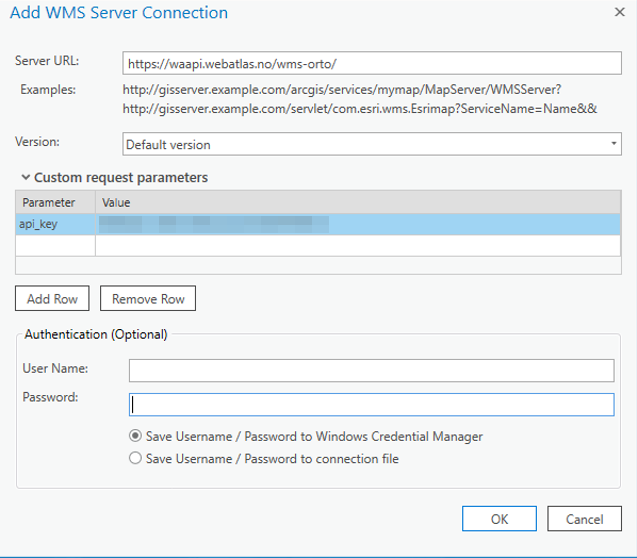 Add WMS Server Connection
Server URL: https://waapi.webatlas.no/wms-orto/
Examples: http://gisserver.example.com/arcgis/services/mymap/MapServer/WMSServer?
http://gisserver.example.com/servlet/com.esri.wms.Esrimap?ServiceName=Name&&
Version: Default version
Custom request parameters
Parameter Value
api_key
Add Row Remove Row
Authentication (Optional)
User Name:
Password:
Save Username / Password to Windows Credential Manager
Save Username / Password to connection file
OK Cancel